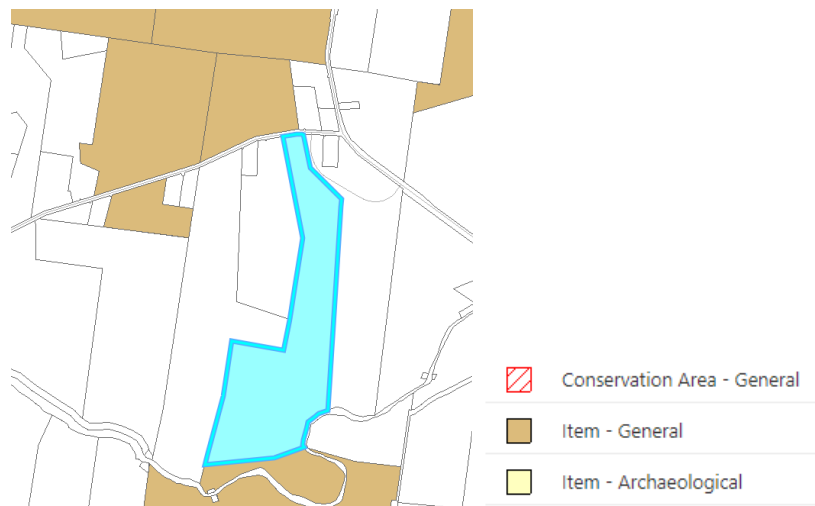 Conservation Area - General
Item - General
Item - Archaeological